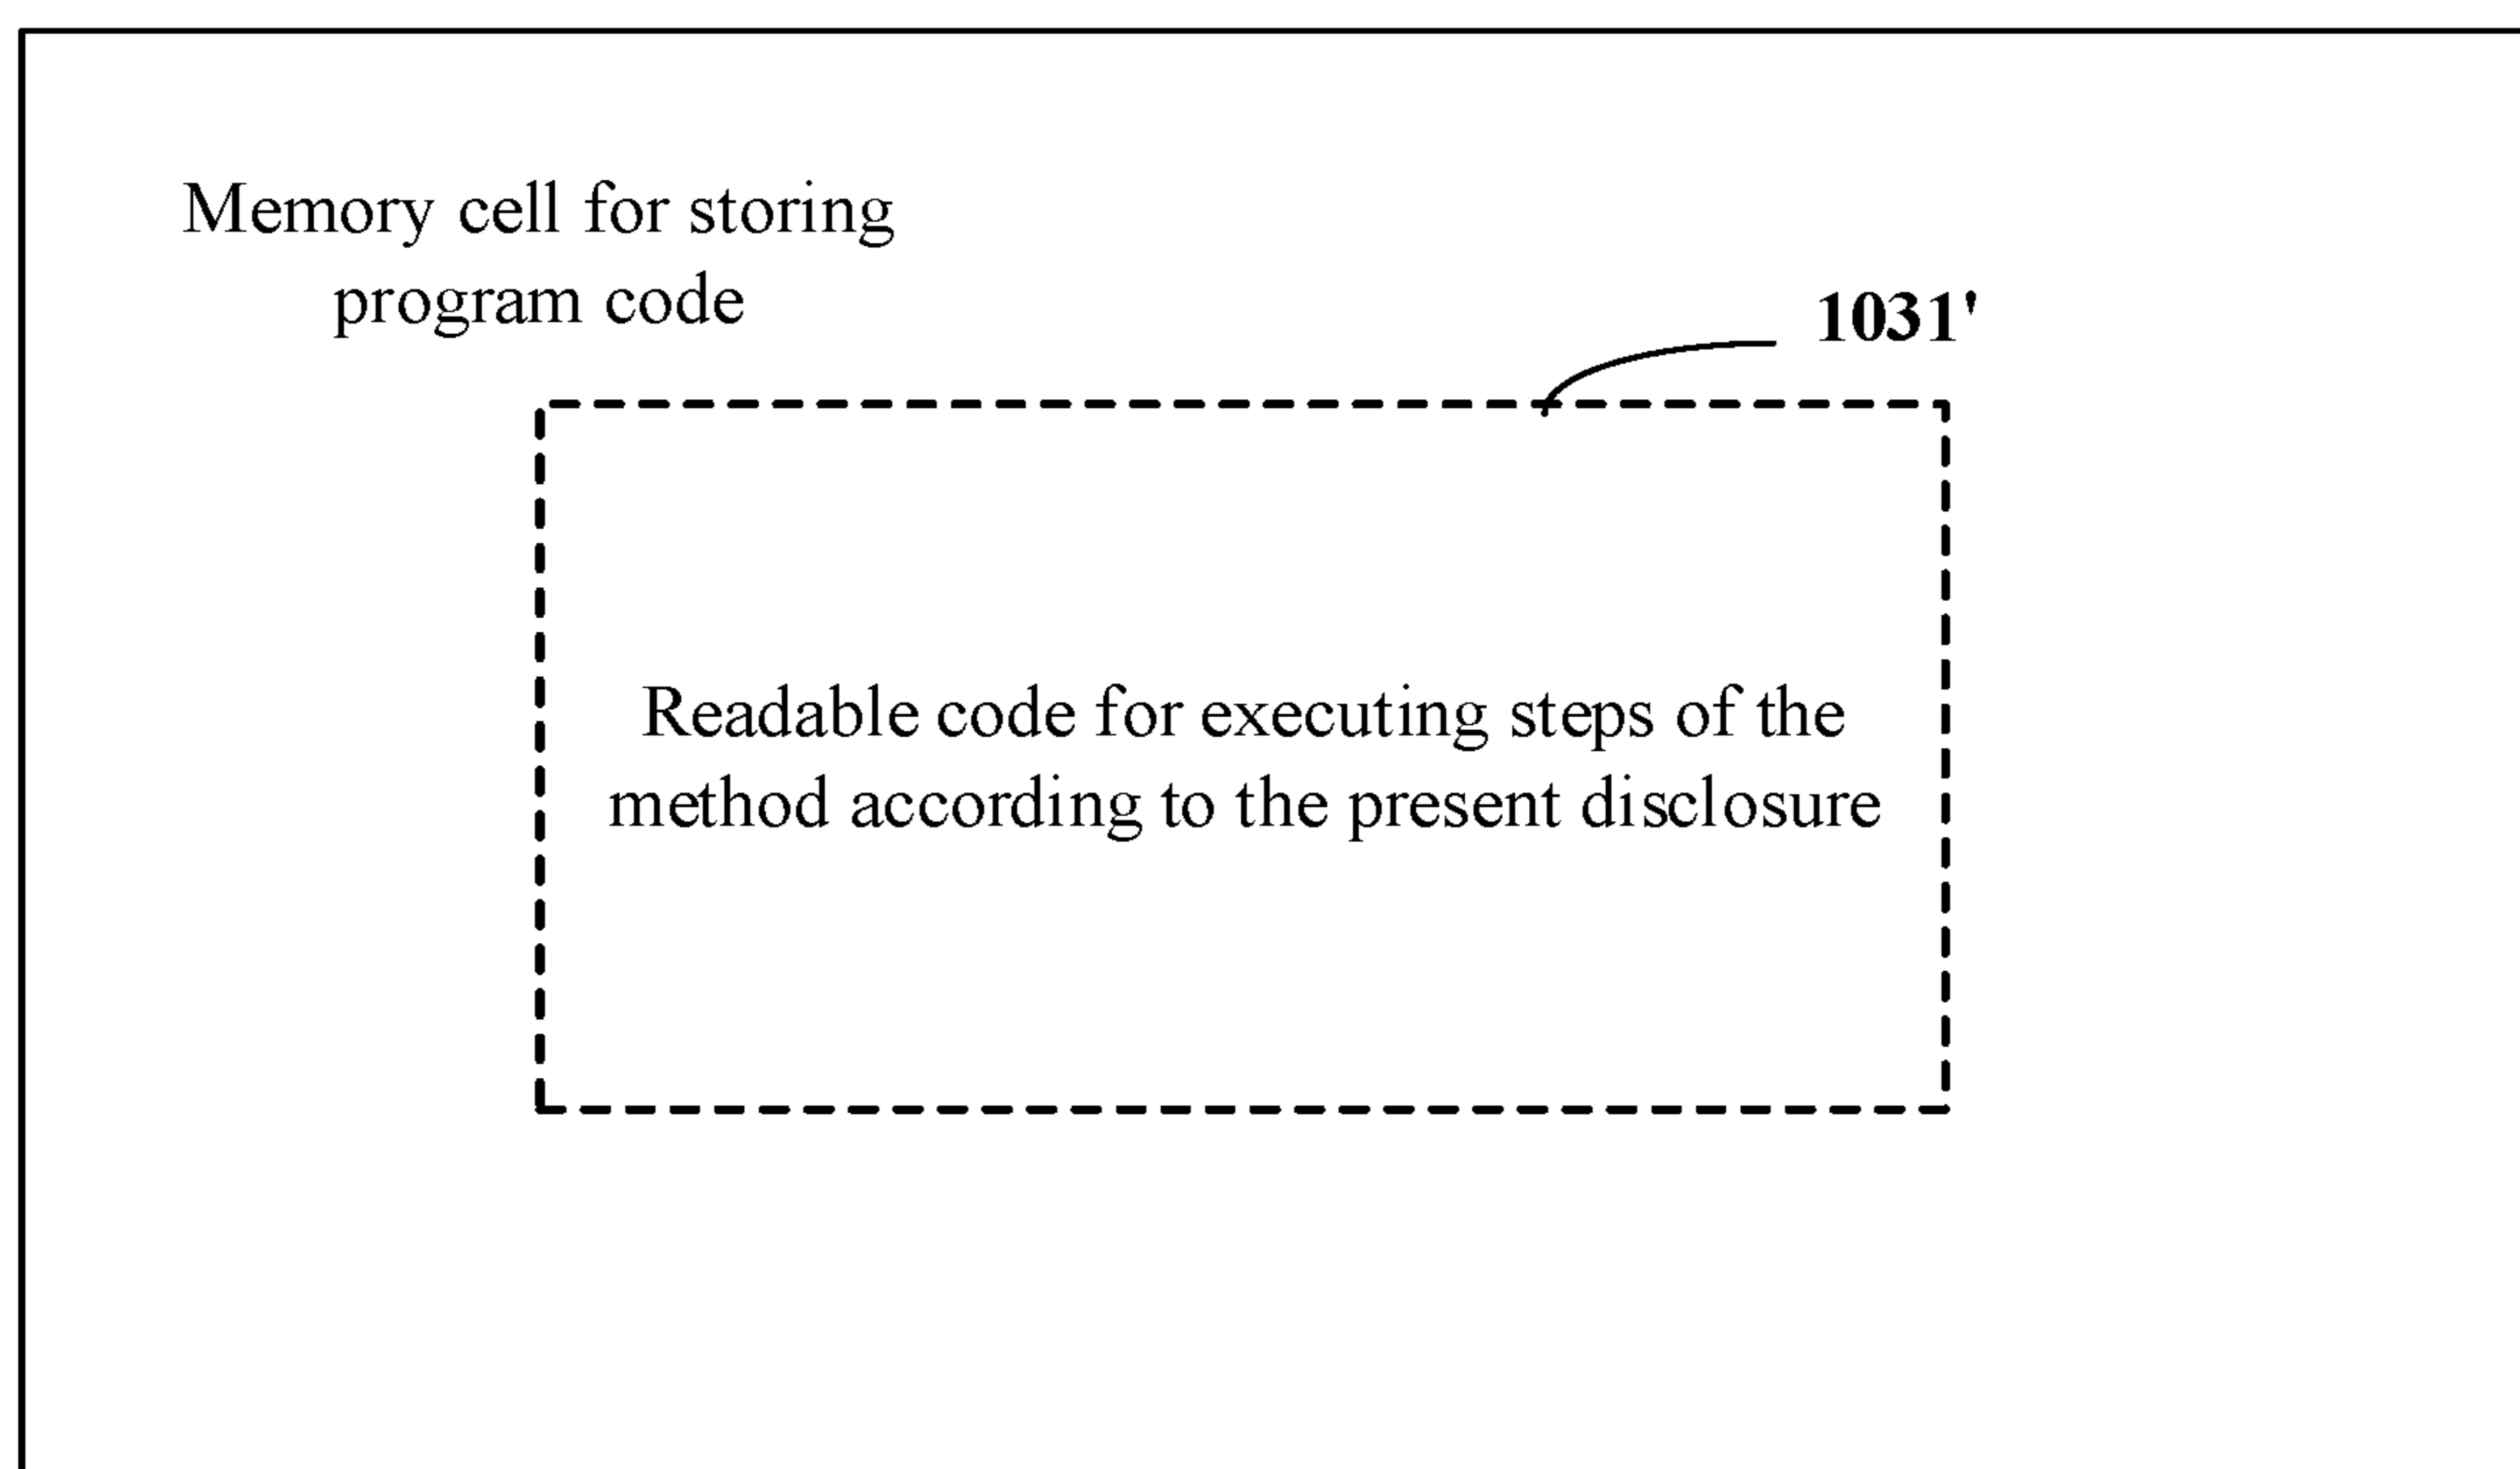 Memory cell for storing
program code
1031'
Readable code for executing steps of the
method according to the present disclosure